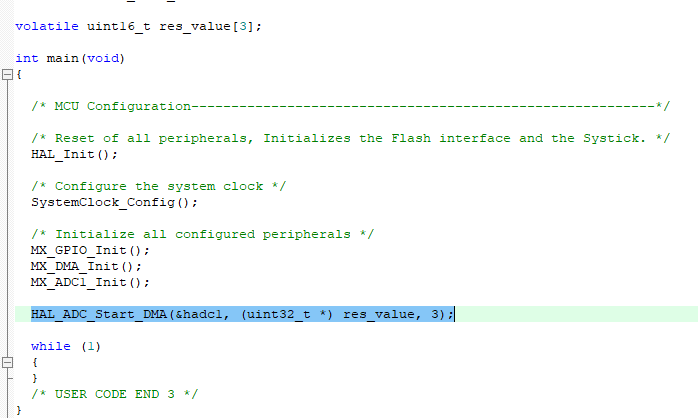 volatile uint16_t res_value[3];
int main(void)
{
/* MCU Configuration----------------------------------------------------------*/
/* Reset of all peripherals, Initializes the Flash interface and the Systick. */
HAL_Init();
/* Configure the system clock */
SystemClock_Config();
/* Initialize all configured peripherals */
MX_GPIO_Init();
MX_DMA_Init();
MX_ADC1_Init();
HAL_ADC_Start_DMA(&hadc1, (uint32_t *) res_value, 3);
while (1)
{
}
/* USER CODE END 3 */
}